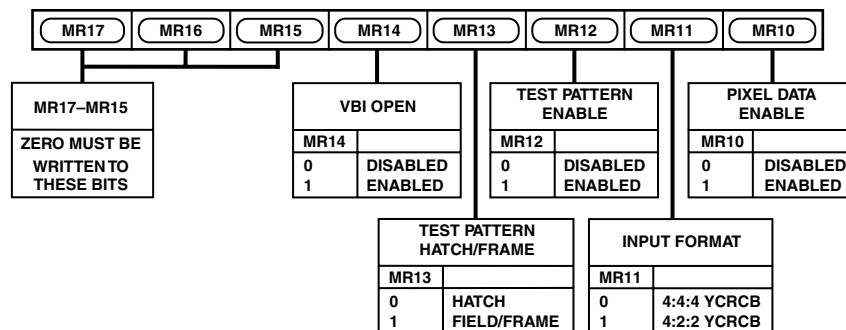 MR17 MR16 MR15 MR14 MR13 MR12 MR11 MR10
MR17–MR15
ZERO MUST BE
WRITTEN TO
THESE BITS
VBI OPEN
MR14
0 DISABLED
1 ENABLED
TEST PATTERN
ENABLE
MR12
0 DISABLED
1 ENABLED
PIXEL DATA
ENABLE
MR10
0 DISABLED
1 ENABLED
TEST PATTERN
HATCH/FRAME
MR13
0 HATCH
1 FIELD/FRAME
INPUT FORMAT
MR11
0 4:4:4 YCRCB
1 4:2:2 YCRCB